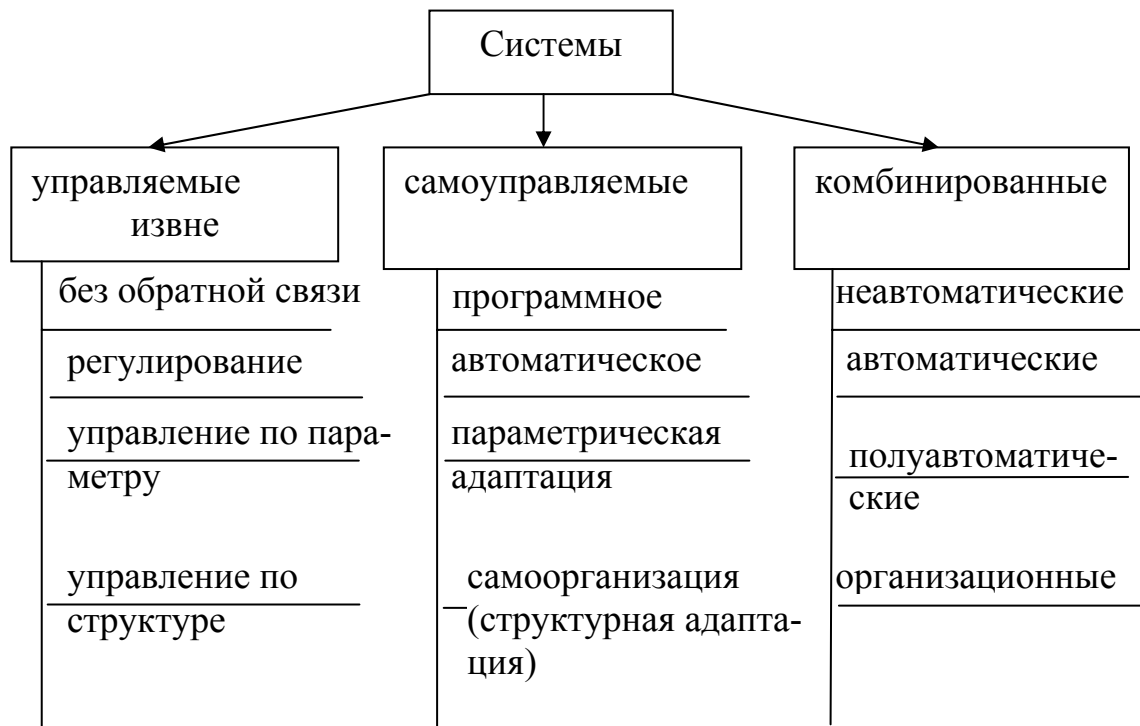 Системы
управляемые
извне
без обратной связи
регулирование
управление по пара-
метру
управление по
структуре
самоуправляемые
программное
автоматическое
параметрическая
адаптация
самоорганизация
(структурная адапта-
ция)
комбинированные
неавтоматические
автоматические
полуавтоматиче-
ские
организационные